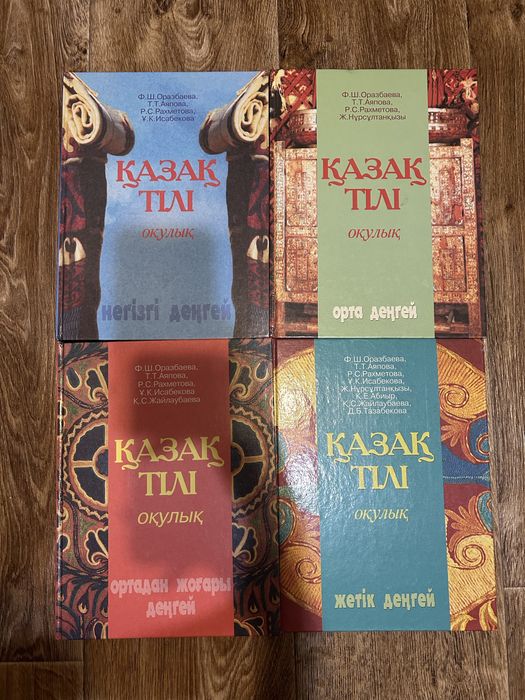 Ф.Ш.Оразбаева,
Т.Т.Аяпова,
Р.С.Рахметова,
Ұ.К.Исабекова
ҚАЗАҚ
ТІЛІ
оқулық
негізгі деңгей
Ф.Ш.Оразбаева,
Т.Т.Аяпова,
Р.С.Рахметова,
Ж.Нұрсұлтанқызы
ҚАЗАҚ
ТІЛІ
оқулық
орта деңгей
Ф.Ш.Оразбаева,
Т.Т.Аяпова,
Р.С.Рахметова,
Ұ.К.Исабекова
Қ.С.Жайлаубаева
ҚАЗАҚ
ТІЛІ
оқулық
ортадан жоғары
деңгей
Ф.Ш.Оразбаева,
Т.Т.Аяпова,
Р.С.Рахметова,
Ұ.К.Исабекова,
Ж.Нұрсұлтанқызы,
К.Е.Абиыр,
Қ.С.Жайлаубаева,
Д.Б.Тазабекова
ҚАЗАҚ
ТІЛІ
оқулық
жетік деңгей